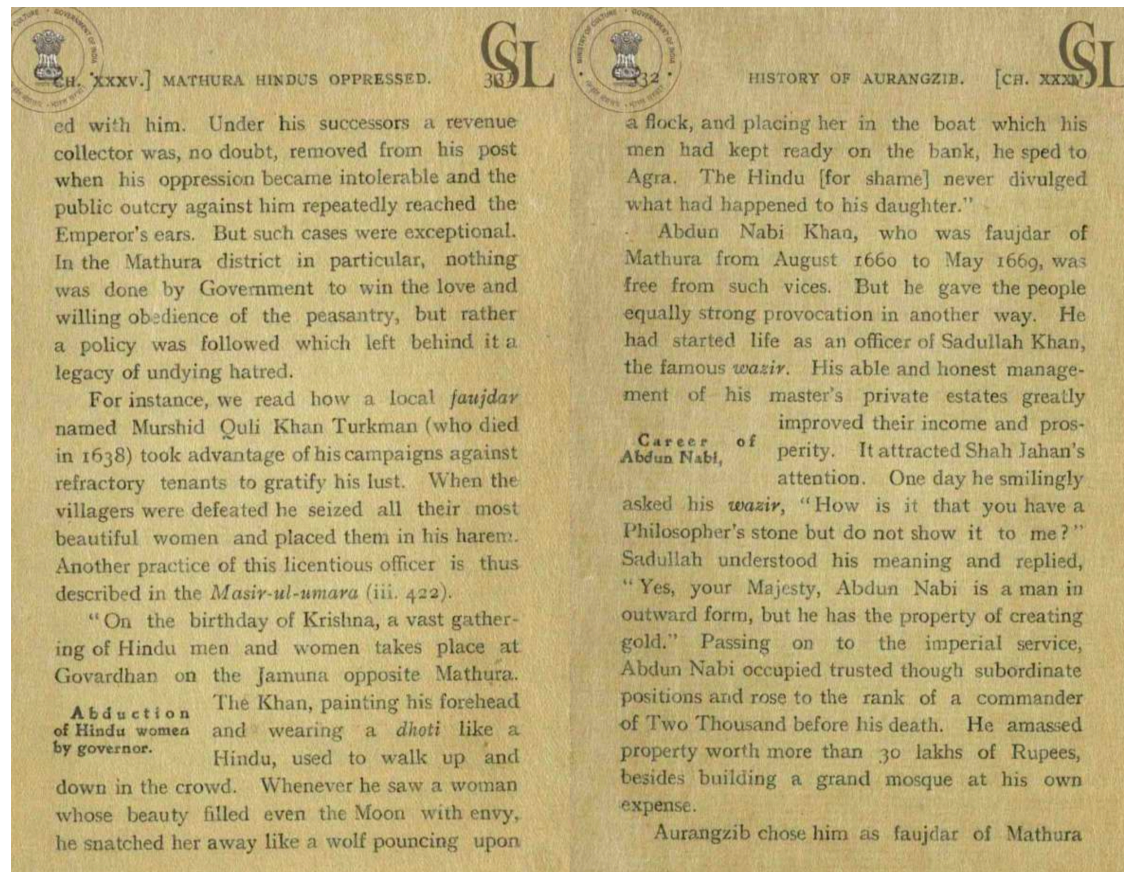 CH. XXXV.] MATHURA HINDUS OPPRESSED. 331
ed with him. Under his successors a revenue
collector was, no doubt, removed from his post
when his oppression became intolerable and the
public outcry against him repeatedly reached the
Emperor's ears. But such cases were exceptional.
In the Mathura district in particular, nothing
was done by Government to win the love and
willing obedience of the peasantry, but rather
a policy was followed which left behind it a
legacy of undying hatred.
For instance, we read how a local faujdar
named Murshid Quli Khan Turkman (who died
in 1638) took advantage of his campaigns against
refractory tenants to gratify his lust. When the
villagers were defeated he seized all their most
beautiful women and placed them in his harem.
Another practice of this licentious officer is thus
described in the Masir-ul-umara (iii. 422).
"On the birthday of Krishna, a vast gather-
ing of Hindu men and women takes place at
Govardhan on the Jamuna opposite Mathura.
The Khan, painting his forehead
Abduction
of Hindu women
by governor.
and wearing a dhoti like a
Hindu, used to walk up and
down in the crowd. Whenever he saw a woman
whose beauty filled even the Moon with envy,
he snatched her away like a wolf pouncing upon
CSL
332 HISTORY OF AURANGZIB. [CH. XXXV.
a flock, and placing her in the boat which his
men had kept ready on the bank, he sped to
Agra. The Hindu [for shame] never divulged
what had happened to his daughter."
Abdun Nabi Khan, who was faujdar of
Mathura from August 1660 to May 1669, was
free from such vices. But he gave the people
equally strong provocation in another way. He
had started life as an officer of Sadullah Khan,
the famous wazir. His able and honest manage-
ment of his master's private estates greatly
improved their income and pros-
Career of
Abdun Nabi,
perity. It attracted Shah Jahan's
attention. One day he smilingly
asked his wazir, "How is it that you have a
Philosopher's stone but do not show it to me?"
Sadullah understood his meaning and replied,
"Yes, your Majesty, Abdun Nabi is a man in
outward form, but he has the property of creating
gold." Passing on to the imperial service,
Abdun Nabi occupied trusted though subordinate
positions and rose to the rank of a commander
of Two Thousand before his death. He amassed
property worth more than 30 lakhs of Rupees,
besides building a grand mosque at his own
expense.
Aurangzib chose him as faujdar of Mathura
CSL